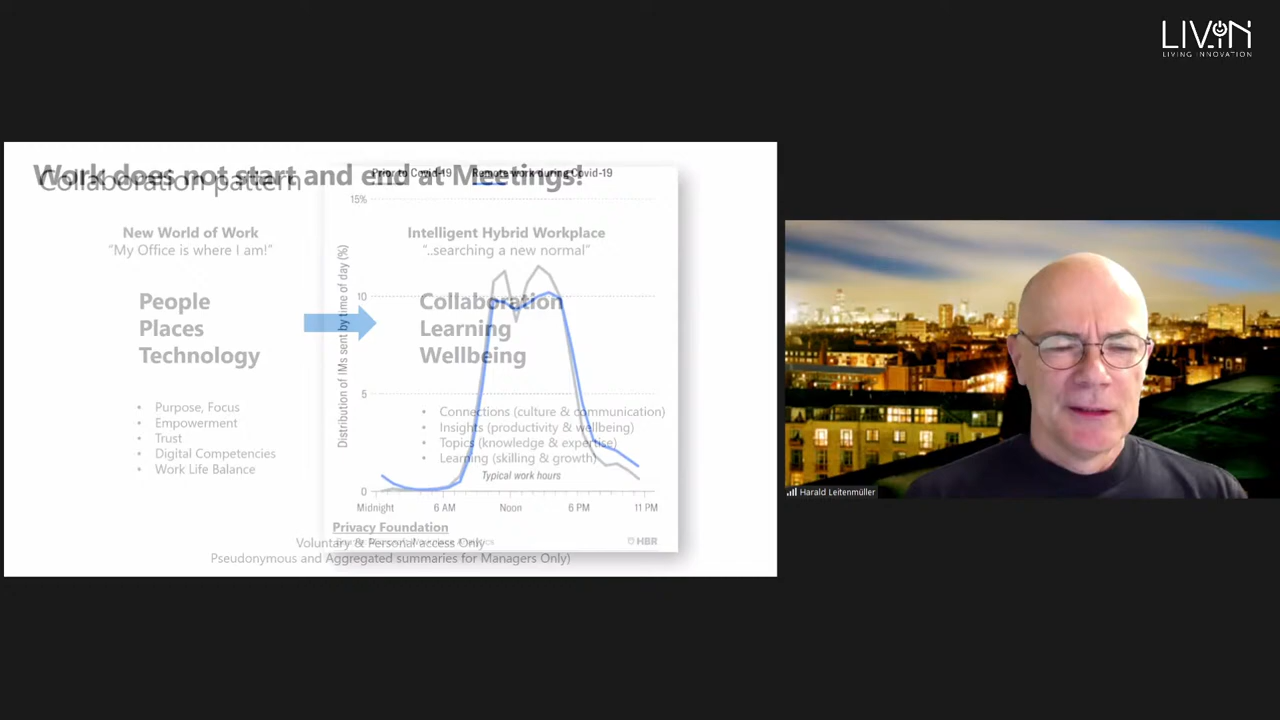 LIVIN
LIVING INNOVATION
Work does not start and end at Meetings!
Collaboration pattern
Prior to Covid-19
Remote work during Covid-19
15%
New World of Work
“My Office is where I am!”
Intelligent Hybrid Workplace
“..searching a new normal”
Distribution of IMs sent by time of day (%)
People
Places
Technology
10
Collaboration
Learning
Wellbeing
5
• Purpose, Focus
• Empowerment
• Trust
• Digital Competencies
• Work Life Balance
• Connections (culture & communication)
• Insights (productivity & wellbeing)
• Topics (knowledge & expertise)
• Learning (skilling & growth)
Typical work hours
0
Midnight
6 AM
Noon
6 PM
11 PM
Privacy Foundation
Voluntary & Personal access Only
Pseudonymous and Aggregated summaries for Managers Only)
HBR
Harald Leitenmüller